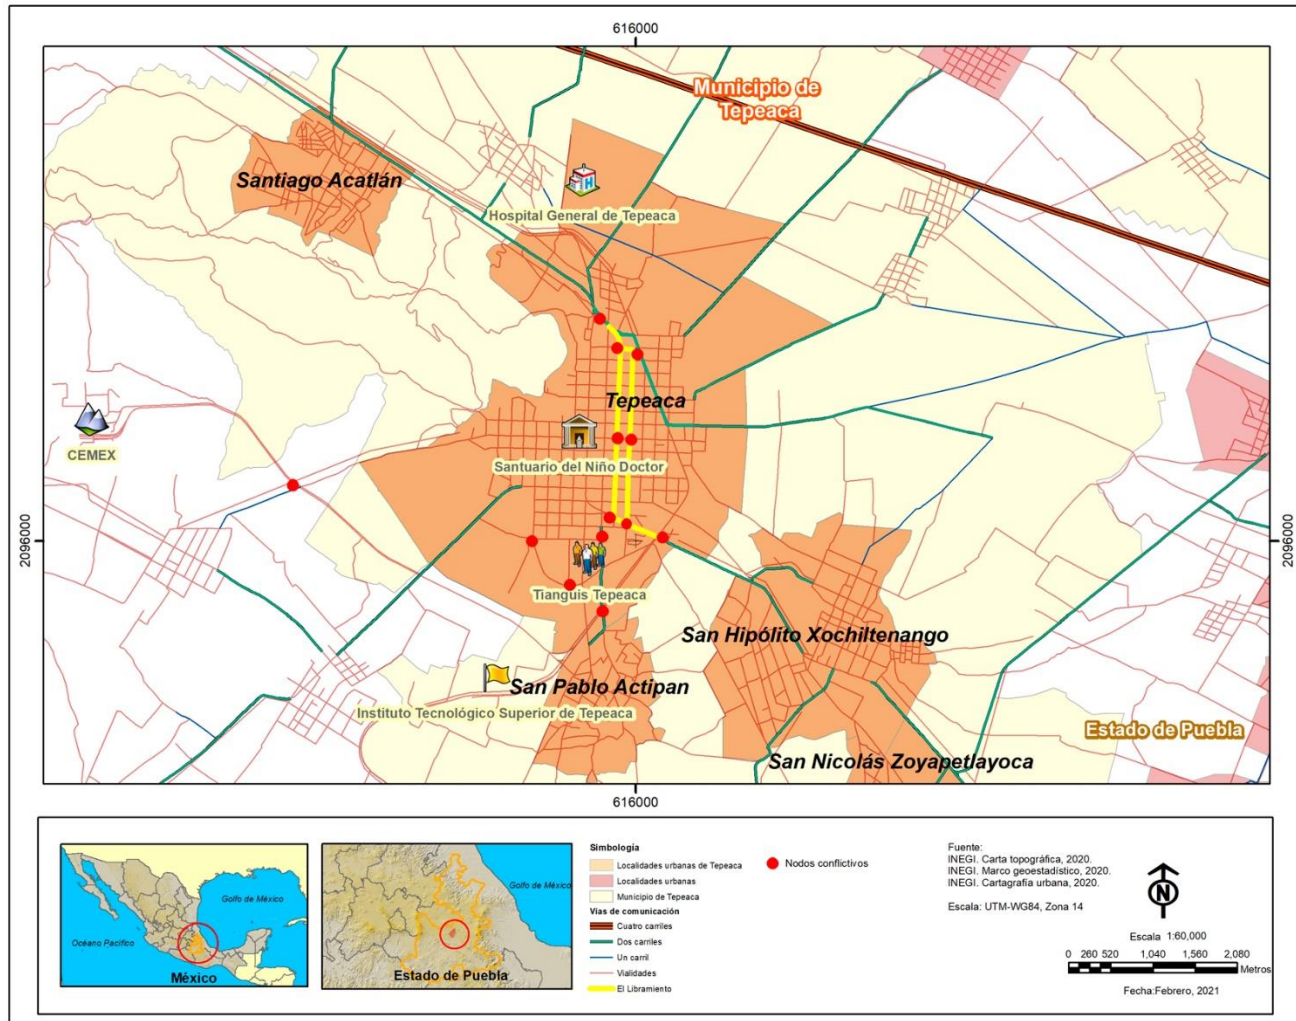 616000
Municipio de
Tepeaca
Santiago Acatlán
Hospital General de Tepeaca
Tepeaca
CEMEX
Santuario del Niño Doctor
2096000
2096000
Tianguis Tepeaca
San Hipólito Xochiltenango
San Pablo Actipan
Instituto Tecnológico Superior de Tepeaca
Estado de Puebla
San Nicolás Zoyapetlayoca
616000
Golfo de México
Océano Pacífico
México
Golfo de México
Estado de Puebla
Simbología
Localidades urbanas de Tepeaca
Localidades urbanas
Municipio de Tepeaca
Vías de comunicación
Cuatro carriles
Dos carriles
Un carril
Vialidades
El Libramiento
Nodos conflictivos
Fuente:
INEGI. Carta topográfica, 2020.
INEGI. Marco geoestadístico, 2020.
INEGI. Cartografía urbana, 2020.
Escala: UTM-WG84, Zona 14
N
Escala 1:60,000
0 260 520 1,040 1,560 2,080
Metros
Fecha:Febrero, 2021